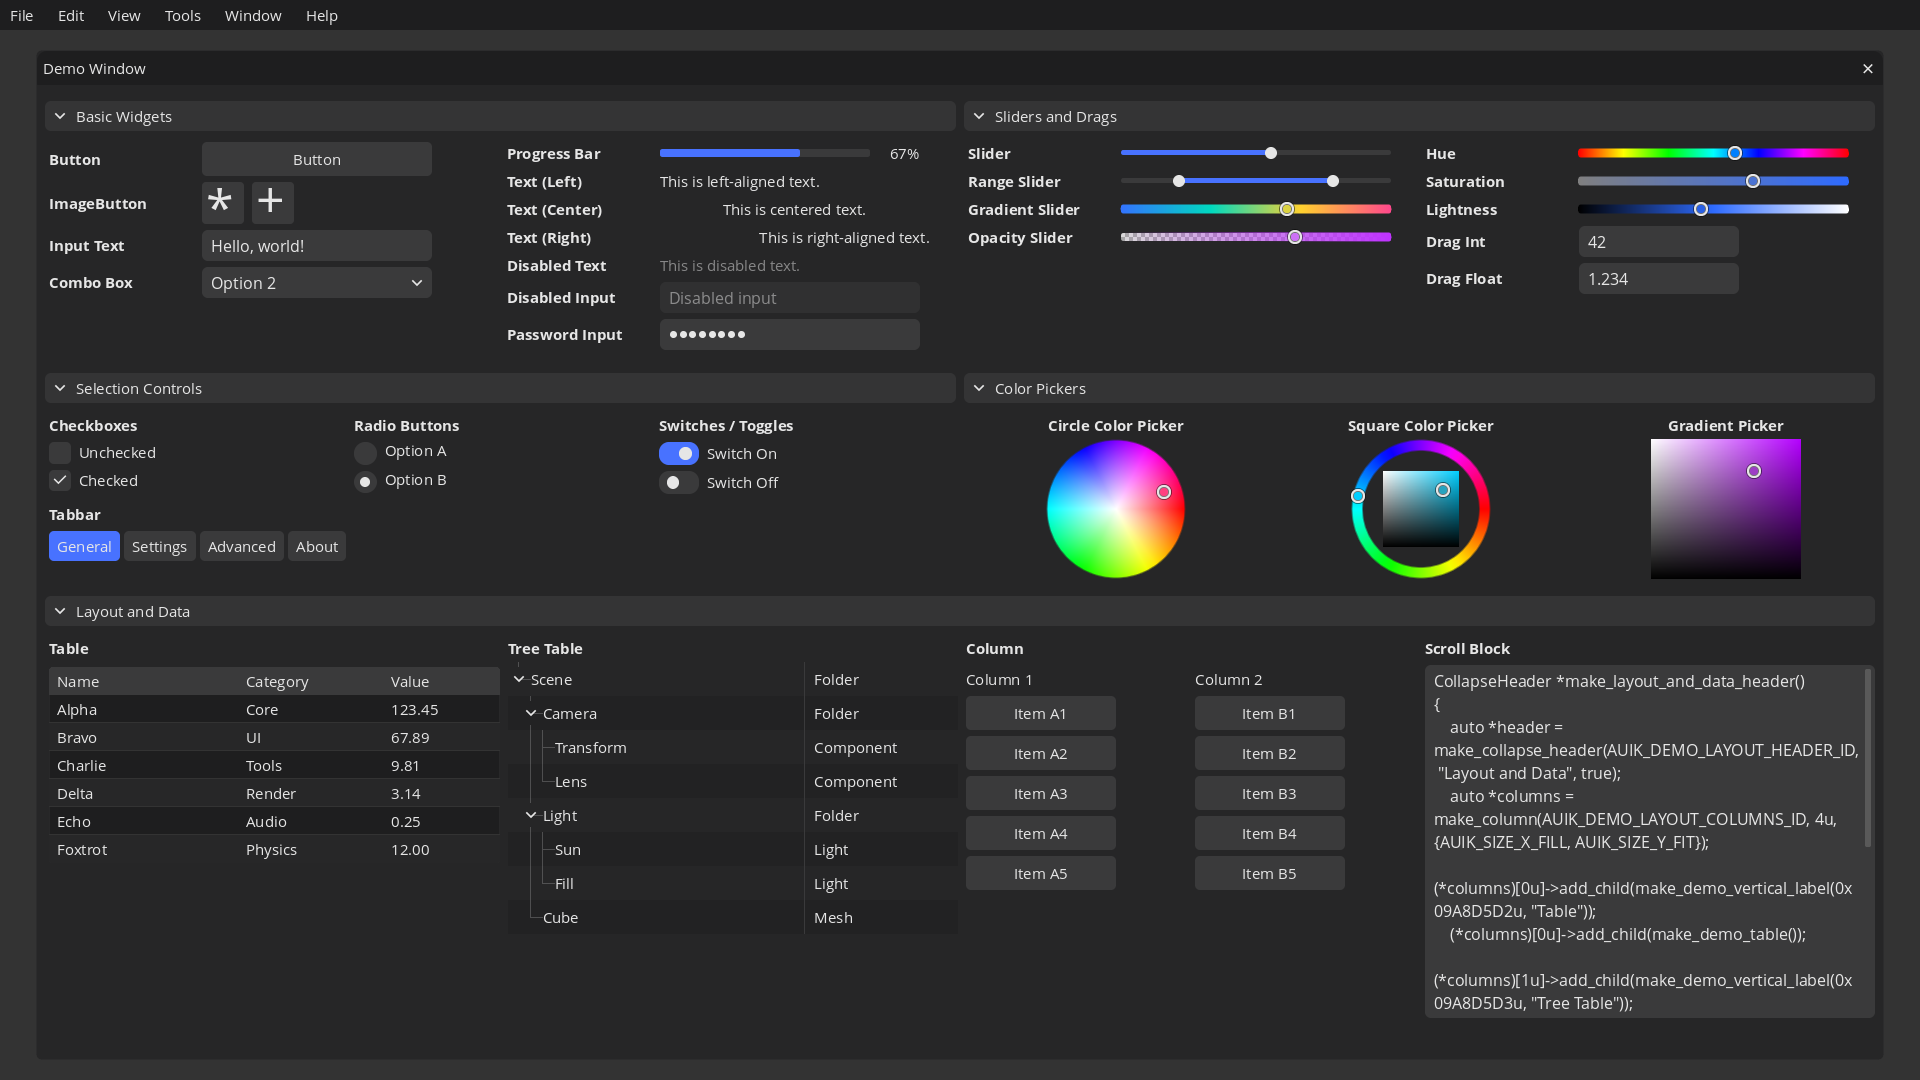 File Edit View Tools Window Help
Demo Window
Basic Widgets
Button Button
ImageButton * +
Input Text Hello, world!
Combo Box Option 2
Progress Bar 67%
Text (Left) This is left-aligned text.
Text (Center) This is centered text.
Text (Right) This is right-aligned text.
Disabled Text This is disabled text.
Disabled Input Disabled input
Password Input ●●●●●●●●
Sliders and Drags
Slider
Range Slider
Gradient Slider
Opacity Slider
Hue
Saturation
Lightness
Drag Int 42
Drag Float 1.234
Selection Controls
Checkboxes
Unchecked
Checked
Radio Buttons
Option A
Option B
Switches / Toggles
Switch On
Switch Off
Tabbar
General Settings Advanced About
Color Pickers
Circle Color Picker
Square Color Picker
Gradient Picker
Layout and Data
Table
Name Category Value
Alpha Core 123.45
Bravo UI 67.89
Charlie Tools 9.81
Delta Render 3.14
Echo Audio 0.25
Foxtrot Physics 12.00
Tree Table
Scene Folder
Camera Folder
Transform Component
Lens Component
Light Folder
Sun Light
Fill Light
Cube Mesh
Column
Column 1 Column 2
Item A1 Item B1
Item A2 Item B2
Item A3 Item B3
Item A4 Item B4
Item A5 Item B5
Scroll Block
CollapseHeader *make_layout_and_data_header()
{
auto *header =
make_collapse_header(AUIK_DEMO_LAYOUT_HEADER_ID,
"Layout and Data", true);
auto *columns =
make_column(AUIK_DEMO_LAYOUT_COLUMNS_ID, 4u,
{AUIK_SIZE_X_FILL, AUIK_SIZE_Y_FIT});
(*columns)[0u]->add_child(make_demo_vertical_label(0x
09A8D5D2u, "Table"));
(*columns)[0u]->add_child(make_demo_table());
(*columns)[1u]->add_child(make_demo_vertical_label(0x
09A8D5D3u, "Tree Table"));